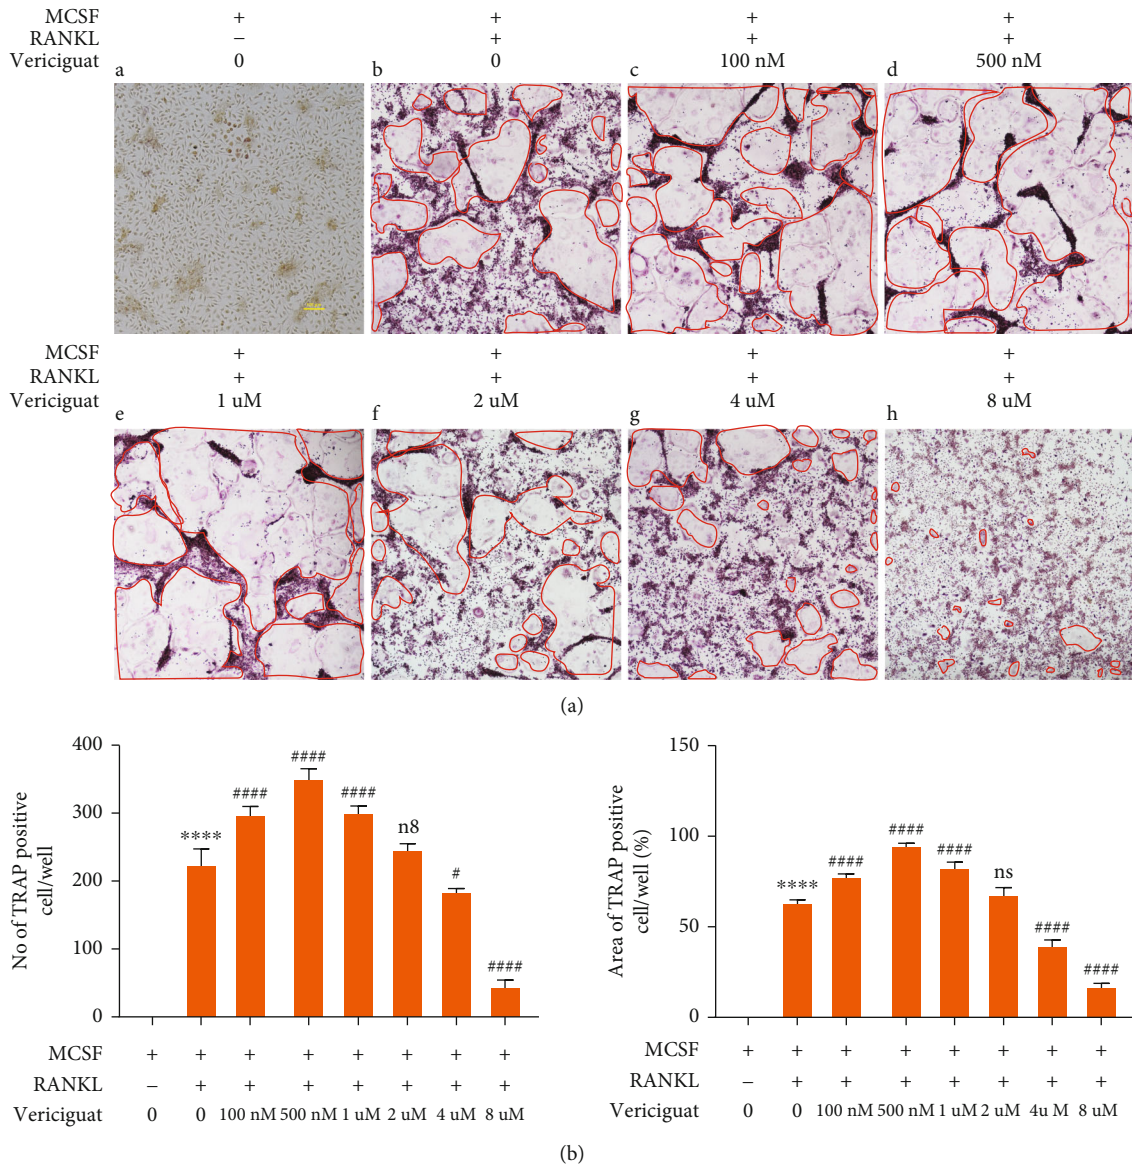 MCSF + + + +
RANKL − + + +
Vericiguat 0 0 100 nM 500 nM
a b c d
MCSF + + + +
RANKL + + + +
Vericiguat 1 uM 2 uM 4 uM 8 uM
e f g h
(a)
No of TRAP positive
cell/well
400
300
200
100
0
****
####
####
####
n8
#
####
MCSF + + + + + + + +
RANKL − + + + + + + +
Vericiguat 0 0 100 nM 500 nM 1 uM 2 uM 4 uM 8 uM
Area of TRAP positive
cell/well (%)
150
100
50
0
****
####
####
####
ns
####
####
MCSF + + + + + + + +
RANKL − + + + + + + +
Vericiguat 0 0 100 nM 500 nM 1 uM 2 uM 4u M 8 uM
(b)